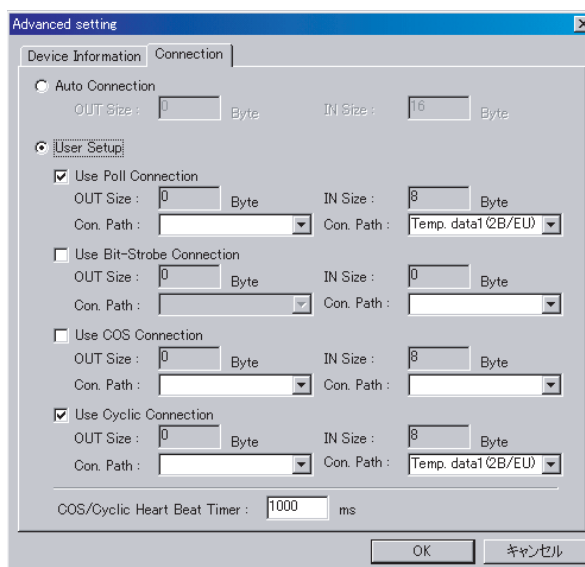 Advanced setting
Device Information Connection
Auto Connection
OUT Size : 0 Byte IN Size : 16 Byte
User Setup
Use Poll Connection
OUT Size : 0 Byte IN Size : 8 Byte
Con. Path : Con. Path : Temp. data1(2B/EU)
Use Bit-Strobe Connection
OUT Size : 0 Byte IN Size : 0 Byte
Con. Path : Con. Path :
Use COS Connection
OUT Size : 0 Byte IN Size : 8 Byte
Con. Path : Con. Path :
Use Cyclic Connection
OUT Size : 0 Byte IN Size : 8 Byte
Con. Path : Con. Path : Temp. data1(2B/EU)
COS/Cyclic Heart Beat Timer : 1000 ms
OK キャンセル